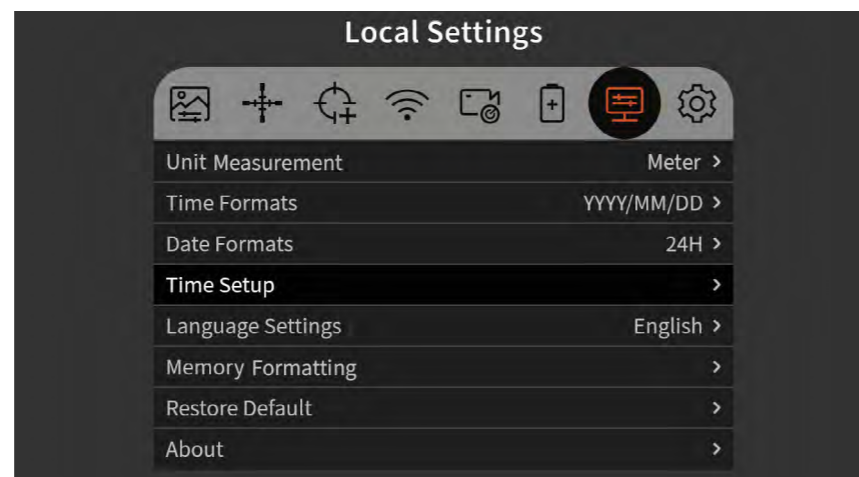 Local Settings
Unit Measurement Meter >
Time Formats YYYY/MM/DD >
Date Formats 24H >
Time Setup >
Language Settings English >
Memory Formatting >
Restore Default >
About >